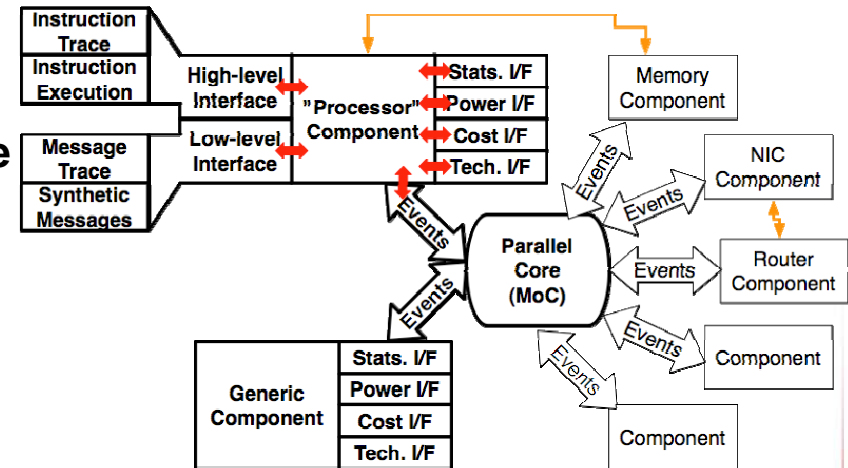 Instruction
Trace
Instruction
Execution
High-level
Interface
Low-level
Interface
Message
Trace
Synthetic
Messages
"Processor"
Component
Stats. I/F
Power I/F
Cost I/F
Tech. I/F
Memory
Component
NIC
Component
Router
Component
Component
Component
Events
Events
Events
Events
Events
Events
Events
Parallel
Core
(MoC)
Generic
Component
Stats. I/F
Power I/F
Cost I/F
Tech. I/F
e